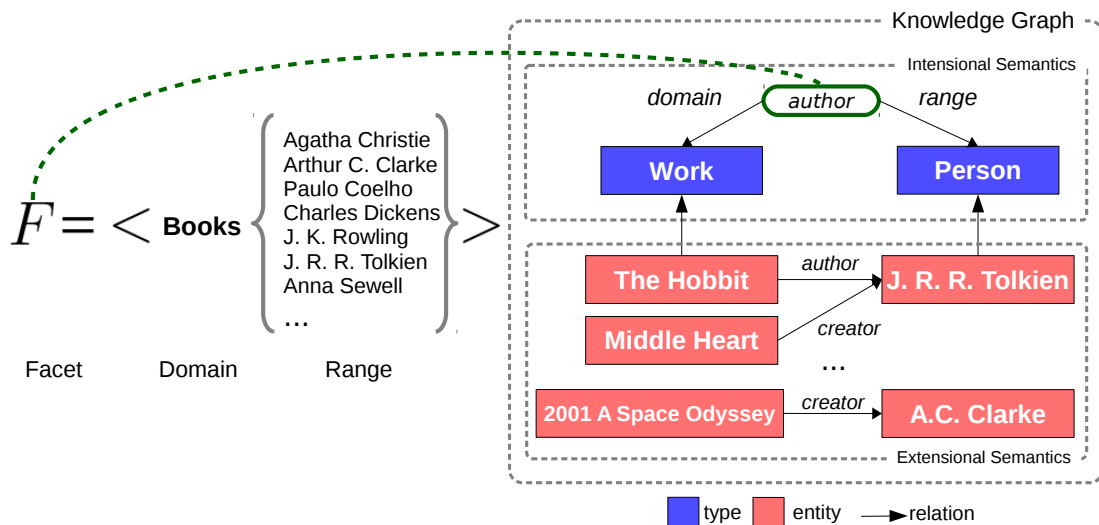 Knowledge Graph
Intensional Semantics
domain author range
Work Person
F = < Books { Agatha Christie
Arthur C. Clarke
Paulo Coelho
Charles Dickens
J. K. Rowling
J. R. R. Tolkien
Anna Sewell
... } >
Facet Domain Range
The Hobbit author J. R. R. Tolkien
Middle Heart creator
...
2001 A Space Odyssey creator A.C. Clarke
Extensional Semantics
type entity relation